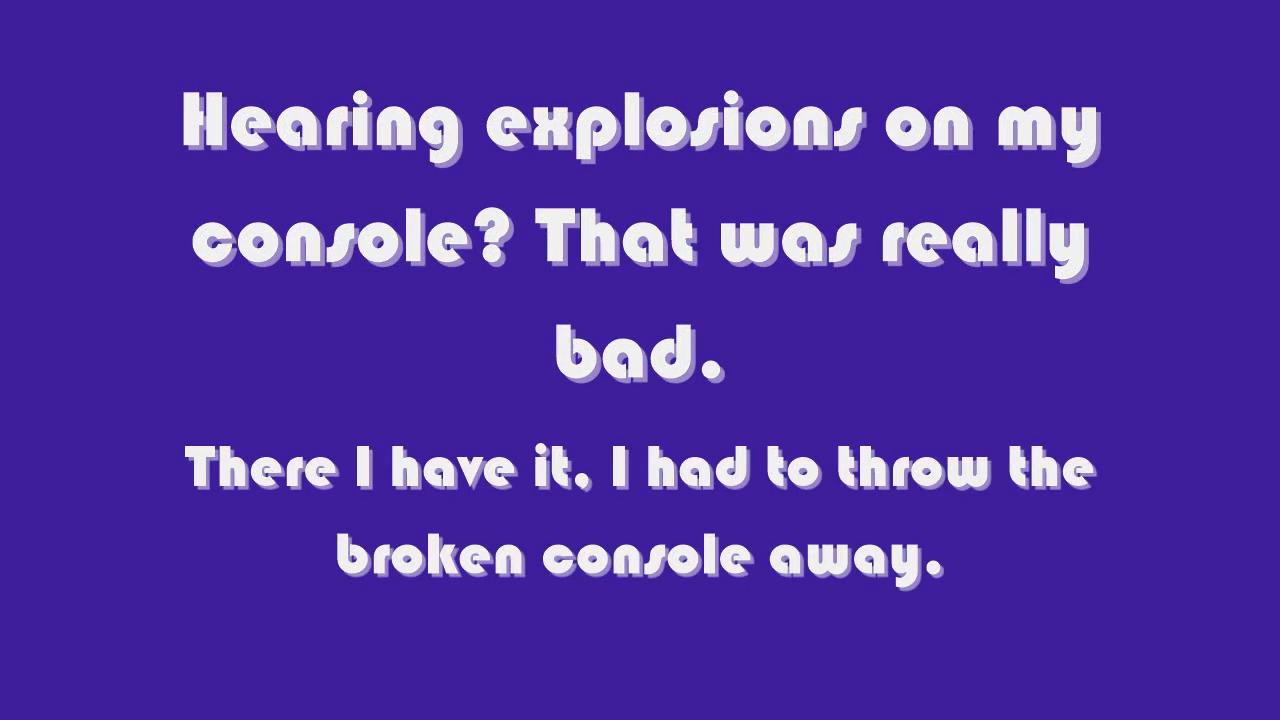 Hearing explosions on my
console? That was really
bad.
There I have it, I had to throw the
broken console away.